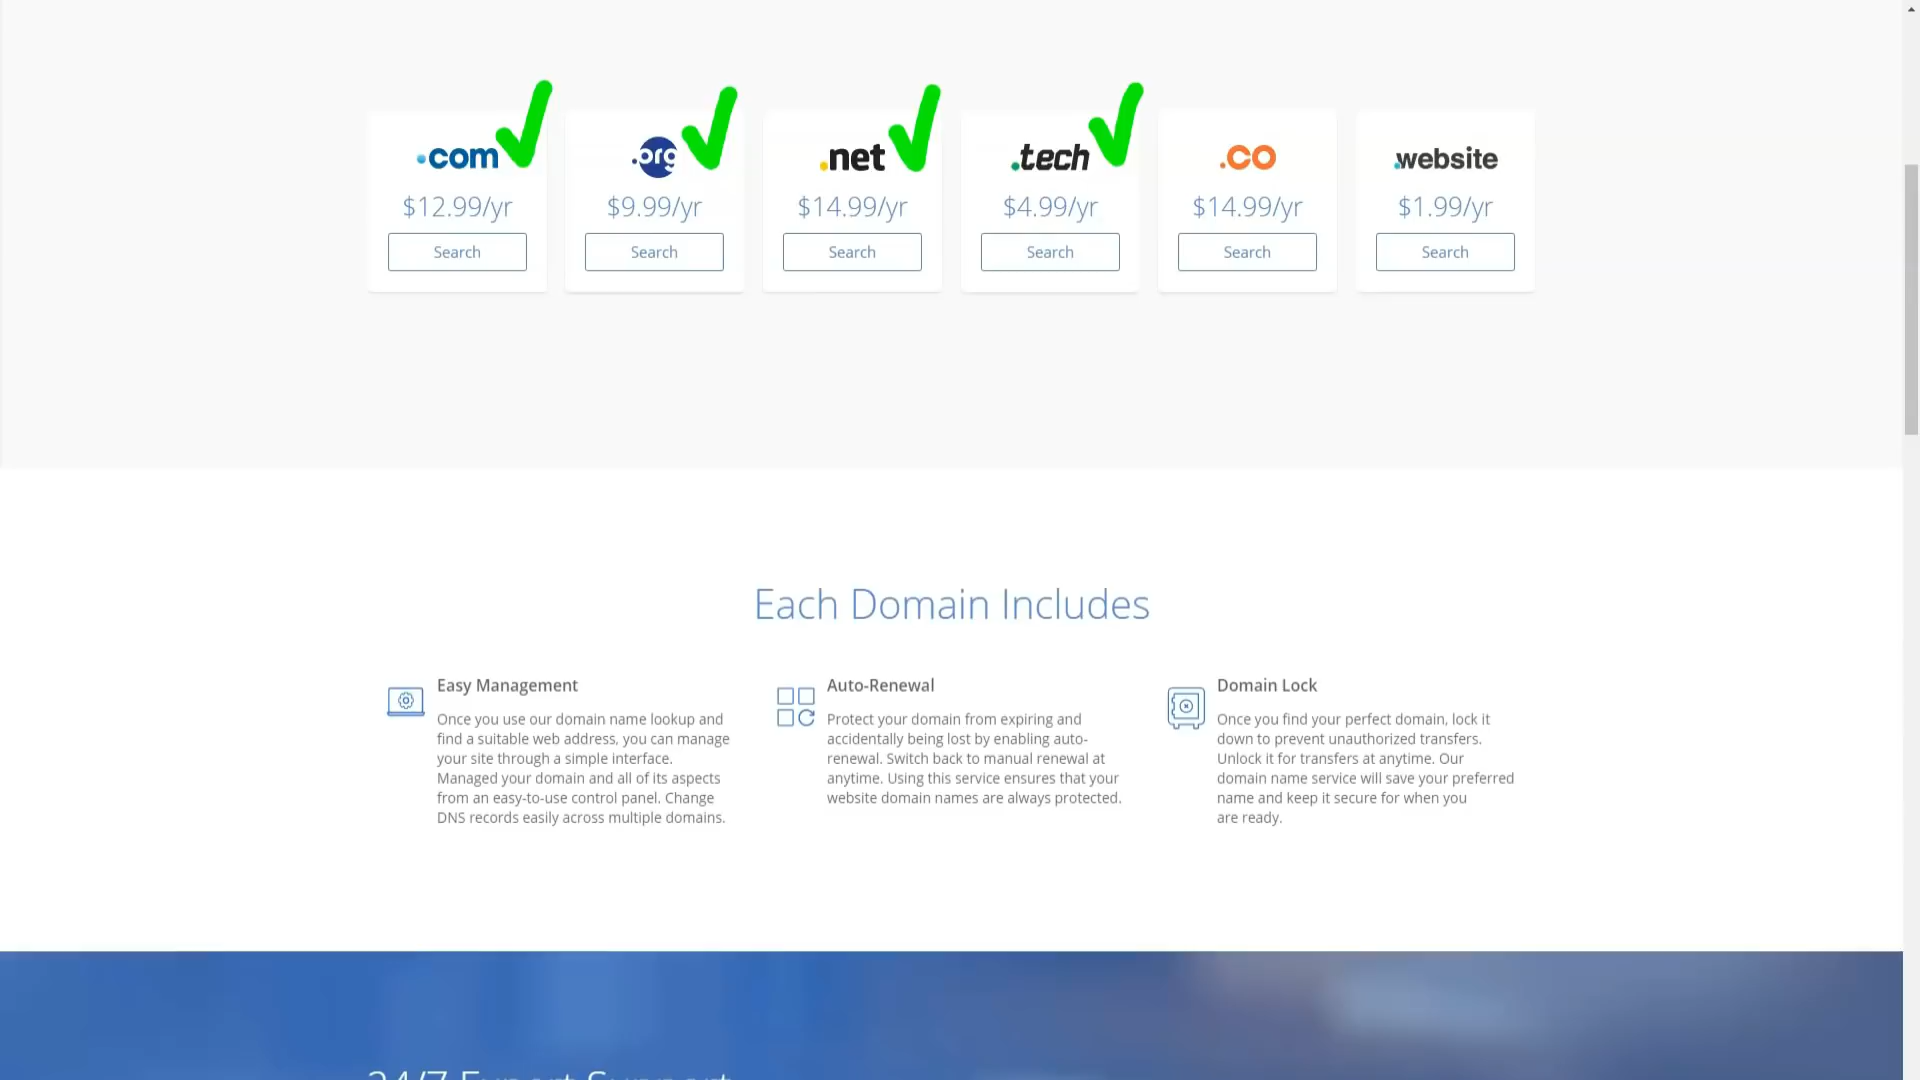 .com
.org
.net
.tech
.co
.website
$12.99/yr
$9.99/yr
$14.99/yr
$4.99/yr
$14.99/yr
$1.99/yr
Search
Search
Search
Search
Search
Search
Each Domain Includes
Easy Management
Once you use our domain name lookup and
find a suitable web address, you can manage
your site through a simple interface.
Managed your domain and all of its aspects
from an easy-to-use control panel. Change
DNS records easily across multiple domains.
Auto-Renewal
Protect your domain from expiring and
accidentally being lost by enabling auto-
renewal. Switch back to manual renewal at
anytime. Using this service ensures that your
website domain names are always protected.
Domain Lock
Once you find your perfect domain, lock it
down to prevent unauthorized transfers.
Unlock it for transfers at anytime. Our
domain name service will save your preferred
name and keep it secure for when you
are ready.
24/7 Expert Support